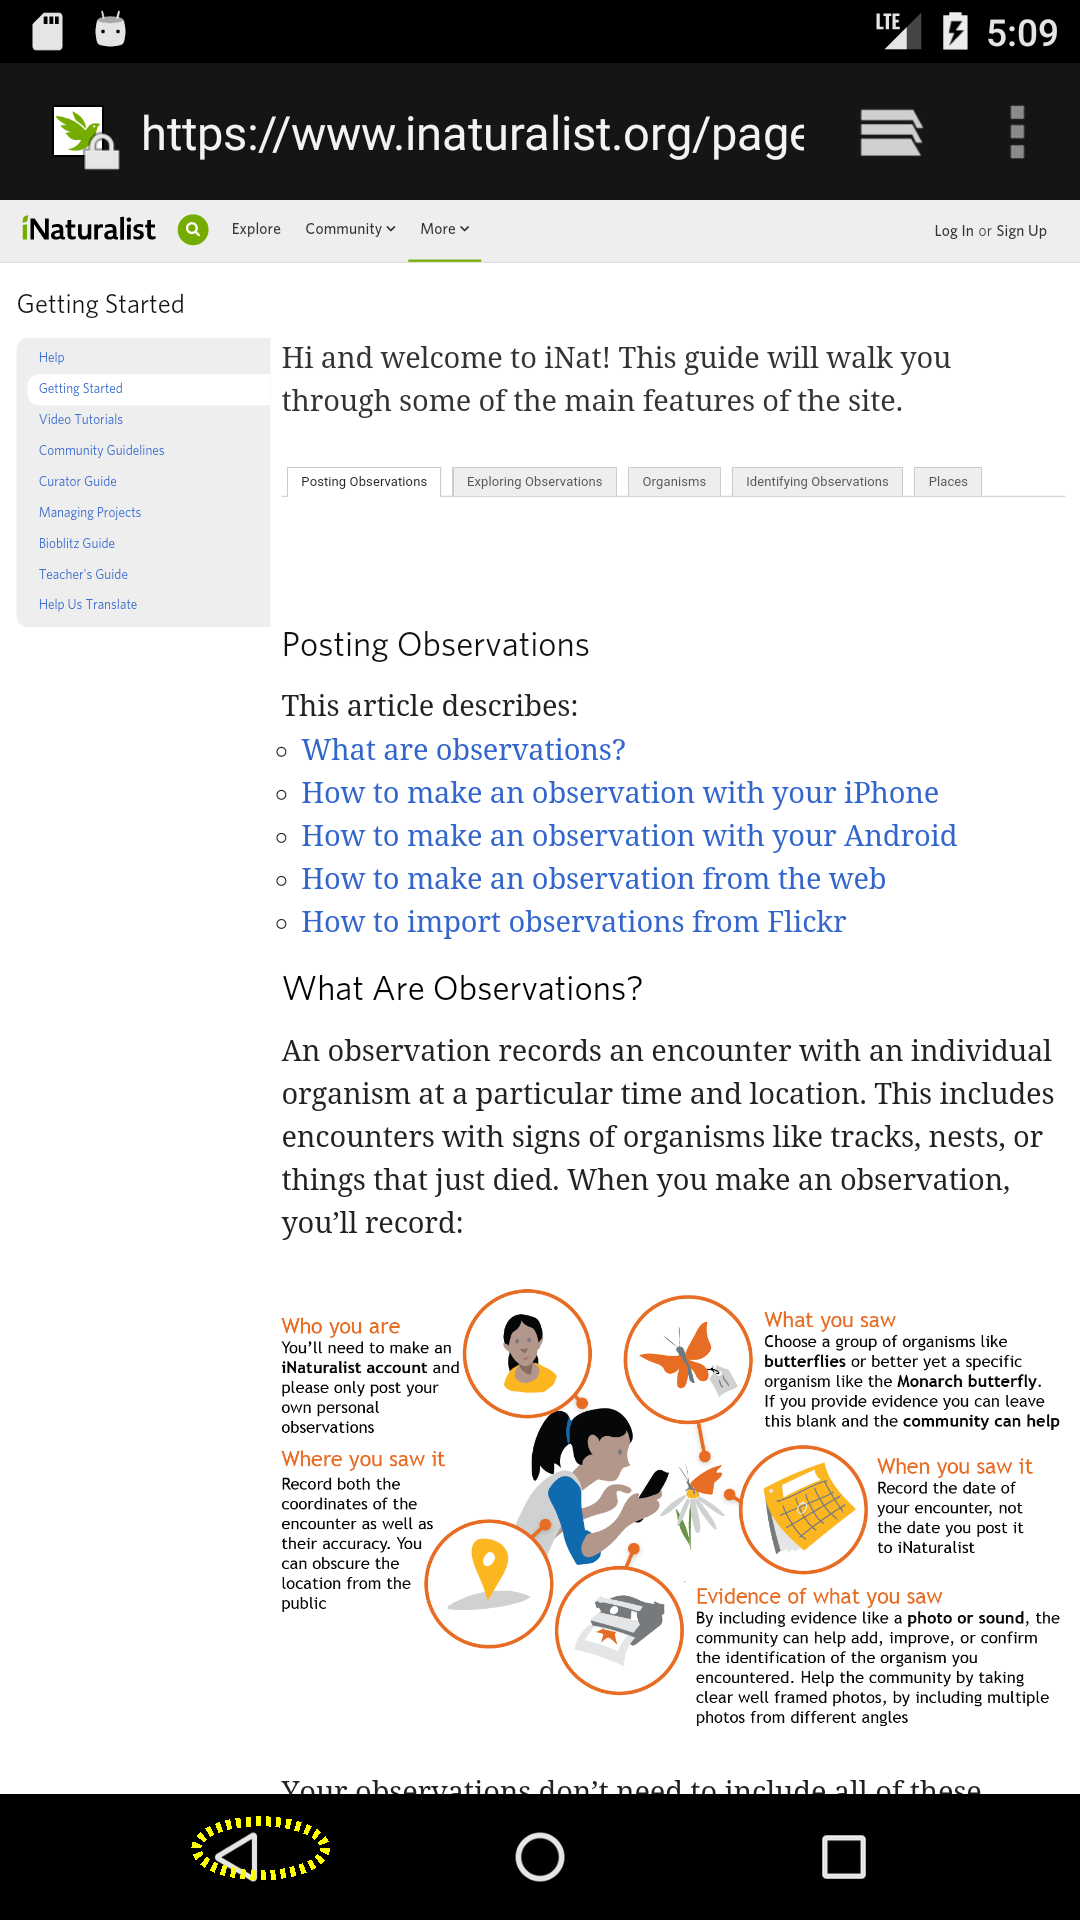 LTE
5:09
https://www.inaturalist.org/page
iNaturalist
Explore
Community
More
Log In or Sign Up
Getting Started
Help
Getting Started
Video Tutorials
Community Guidelines
Curator Guide
Managing Projects
Bioblitz Guide
Teacher's Guide
Help Us Translate
Hi and welcome to iNat! This guide will walk you
through some of the main features of the site.
Posting Observations
Exploring Observations
Organisms
Identifying Observations
Places
Posting Observations
This article describes:
What are observations?
How to make an observation with your iPhone
How to make an observation with your Android
How to make an observation from the web
How to import observations from Flickr
What Are Observations?
An observation records an encounter with an individual
organism at a particular time and location. This includes
encounters with signs of organisms like tracks, nests, or
things that just died. When you make an observation,
you’ll record:
Who you are
You’ll need to make an
iNaturalist account and
please only post your
own personal
observations
What you saw
Choose a group of organisms like
butterflies or better yet a specific
organism like the Monarch butterfly.
If you provide evidence you can leave
this blank and the community can help
Where you saw it
Record both the
coordinates of the
encounter as well as
their accuracy. You
can obscure the
location from the
public
When you saw it
Record the date of
your encounter, not
the date you post it
to iNaturalist
Evidence of what you saw
By including evidence like a photo or sound, the
community can help add, improve, or confirm
the identification of the organism you
encountered. Help the community by taking
clear well framed photos, by including multiple
photos from different angles
Your observations don’t need to include all of these